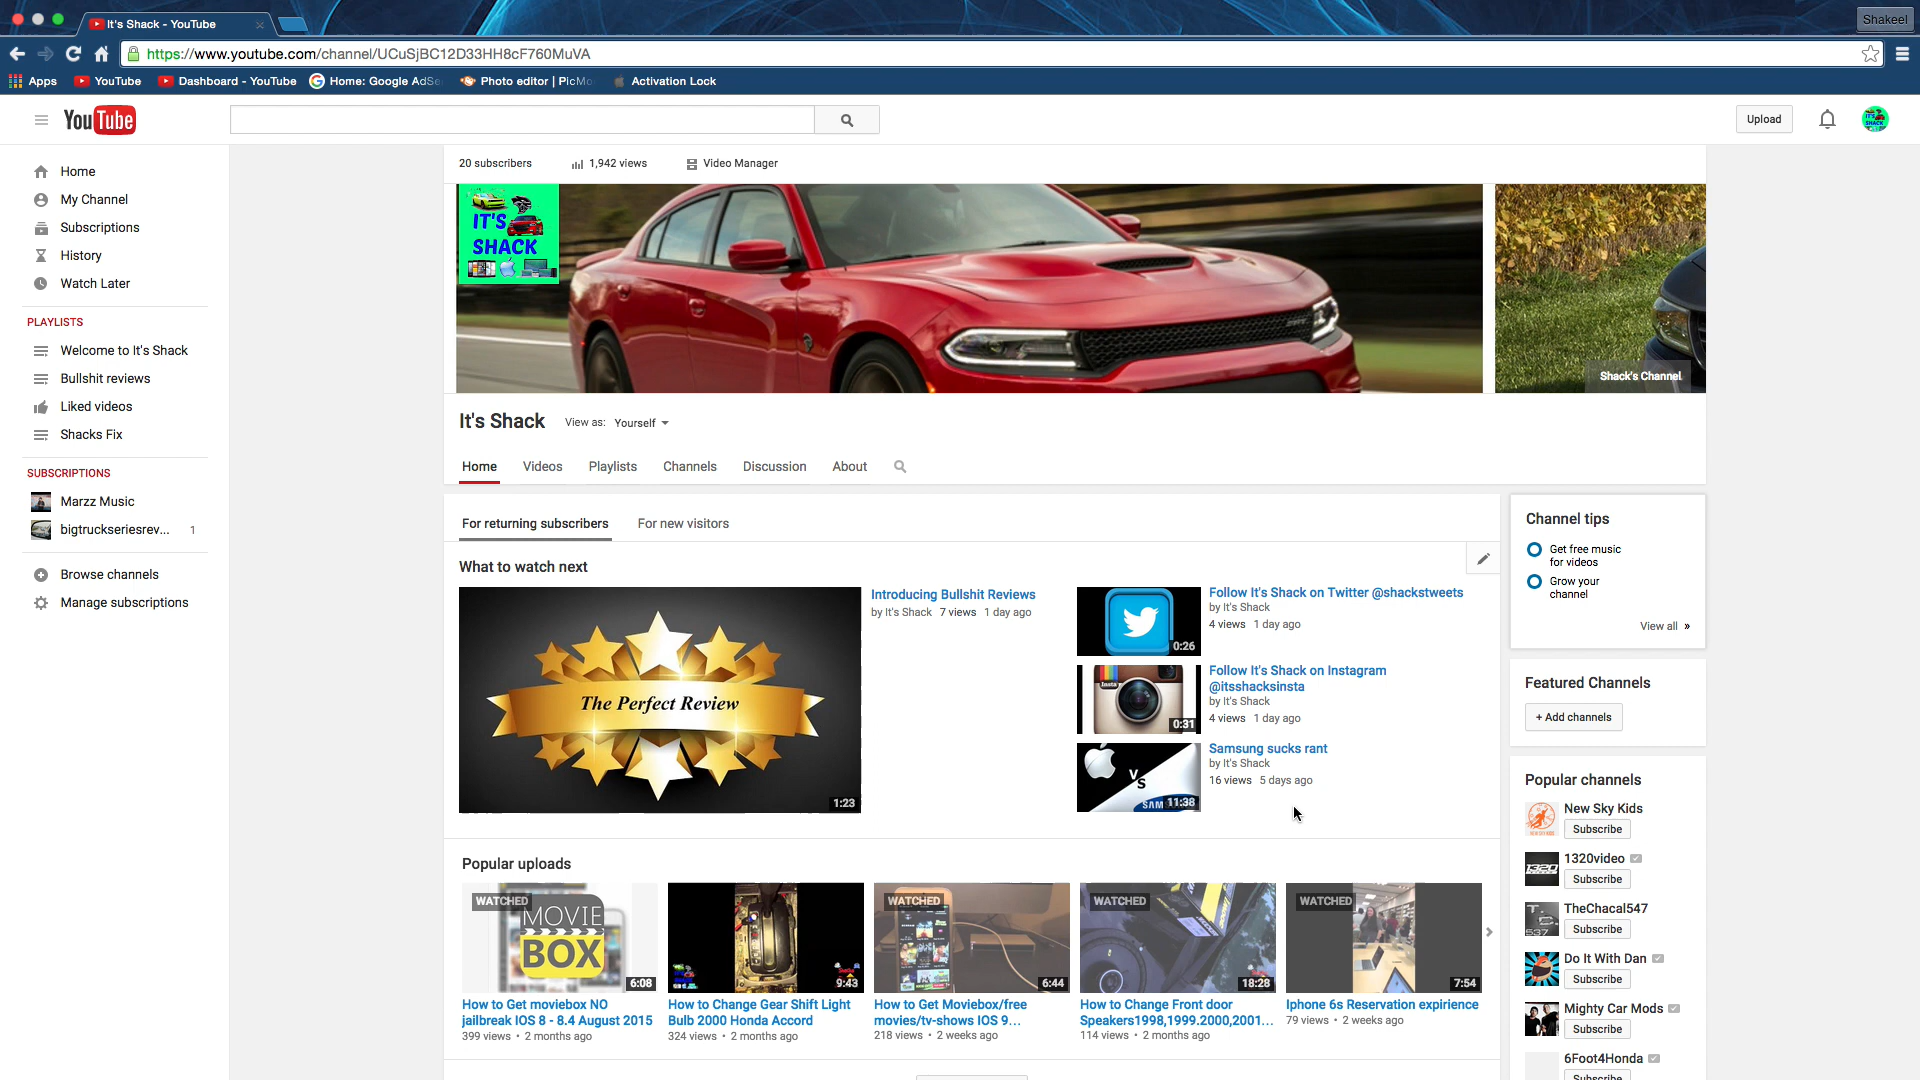 It's Shack - YouTube
Shakeel
https://www.youtube.com/channel/UCuSjBC12D33HH8cF760MuVA
Apps
YouTube
Dashboard - YouTube
Home: Google AdSe
Photo editor | PicMo
Activation Lock
YouTube
Upload
20 subscribers
1,942 views
Video Manager
Home
My Channel
Subscriptions
History
Watch Later
PLAYLISTS
Welcome to It's Shack
Bullshit reviews
Liked videos
Shacks Fix
SUBSCRIPTIONS
Marzz Music
bigtruckseriesrev... 1
Browse channels
Manage subscriptions
IT'S
SHACK
Shack's Channel
It's Shack
View as: Yourself
Home
Videos
Playlists
Channels
Discussion
About
For returning subscribers
For new visitors
What to watch next
The Perfect Review
1:23
Introducing Bullshit Reviews
by It's Shack 7 views 1 day ago
0:26
Follow It's Shack on Twitter @shackstweets
by It's Shack
4 views 1 day ago
Insta
0:31
Follow It's Shack on Instagram
@itsshacksinsta
by It's Shack
4 views 1 day ago
VS
SAM
11:38
Samsung sucks rant
by It's Shack
16 views 5 days ago
Popular uploads
WATCHED
MOVIE
BOX
6:08
How to Get moviebox NO
jailbreak IOS 8 - 8.4 August 2015
399 views • 2 months ago
9:43
How to Change Gear Shift Light
Bulb 2000 Honda Accord
324 views • 2 months ago
WATCHED
6:44
How to Get Moviebox/free
movies/tv-shows IOS 9...
218 views • 2 weeks ago
WATCHED
18:28
How to Change Front door
Speakers1998,1999.2000,2001...
114 views • 2 months ago
WATCHED
7:54
Iphone 6s Reservation expirience
79 views • 2 weeks ago
Channel tips
Get free music
for videos
Grow your
channel
View all »
Featured Channels
+ Add channels
Popular channels
NEW SKY KIDS
New Sky Kids
Subscribe
1320
1320video
Subscribe
TheChacal547
Subscribe
Do It With Dan
Subscribe
Mighty Car Mods
Subscribe
6Foot4Honda
Subscribe